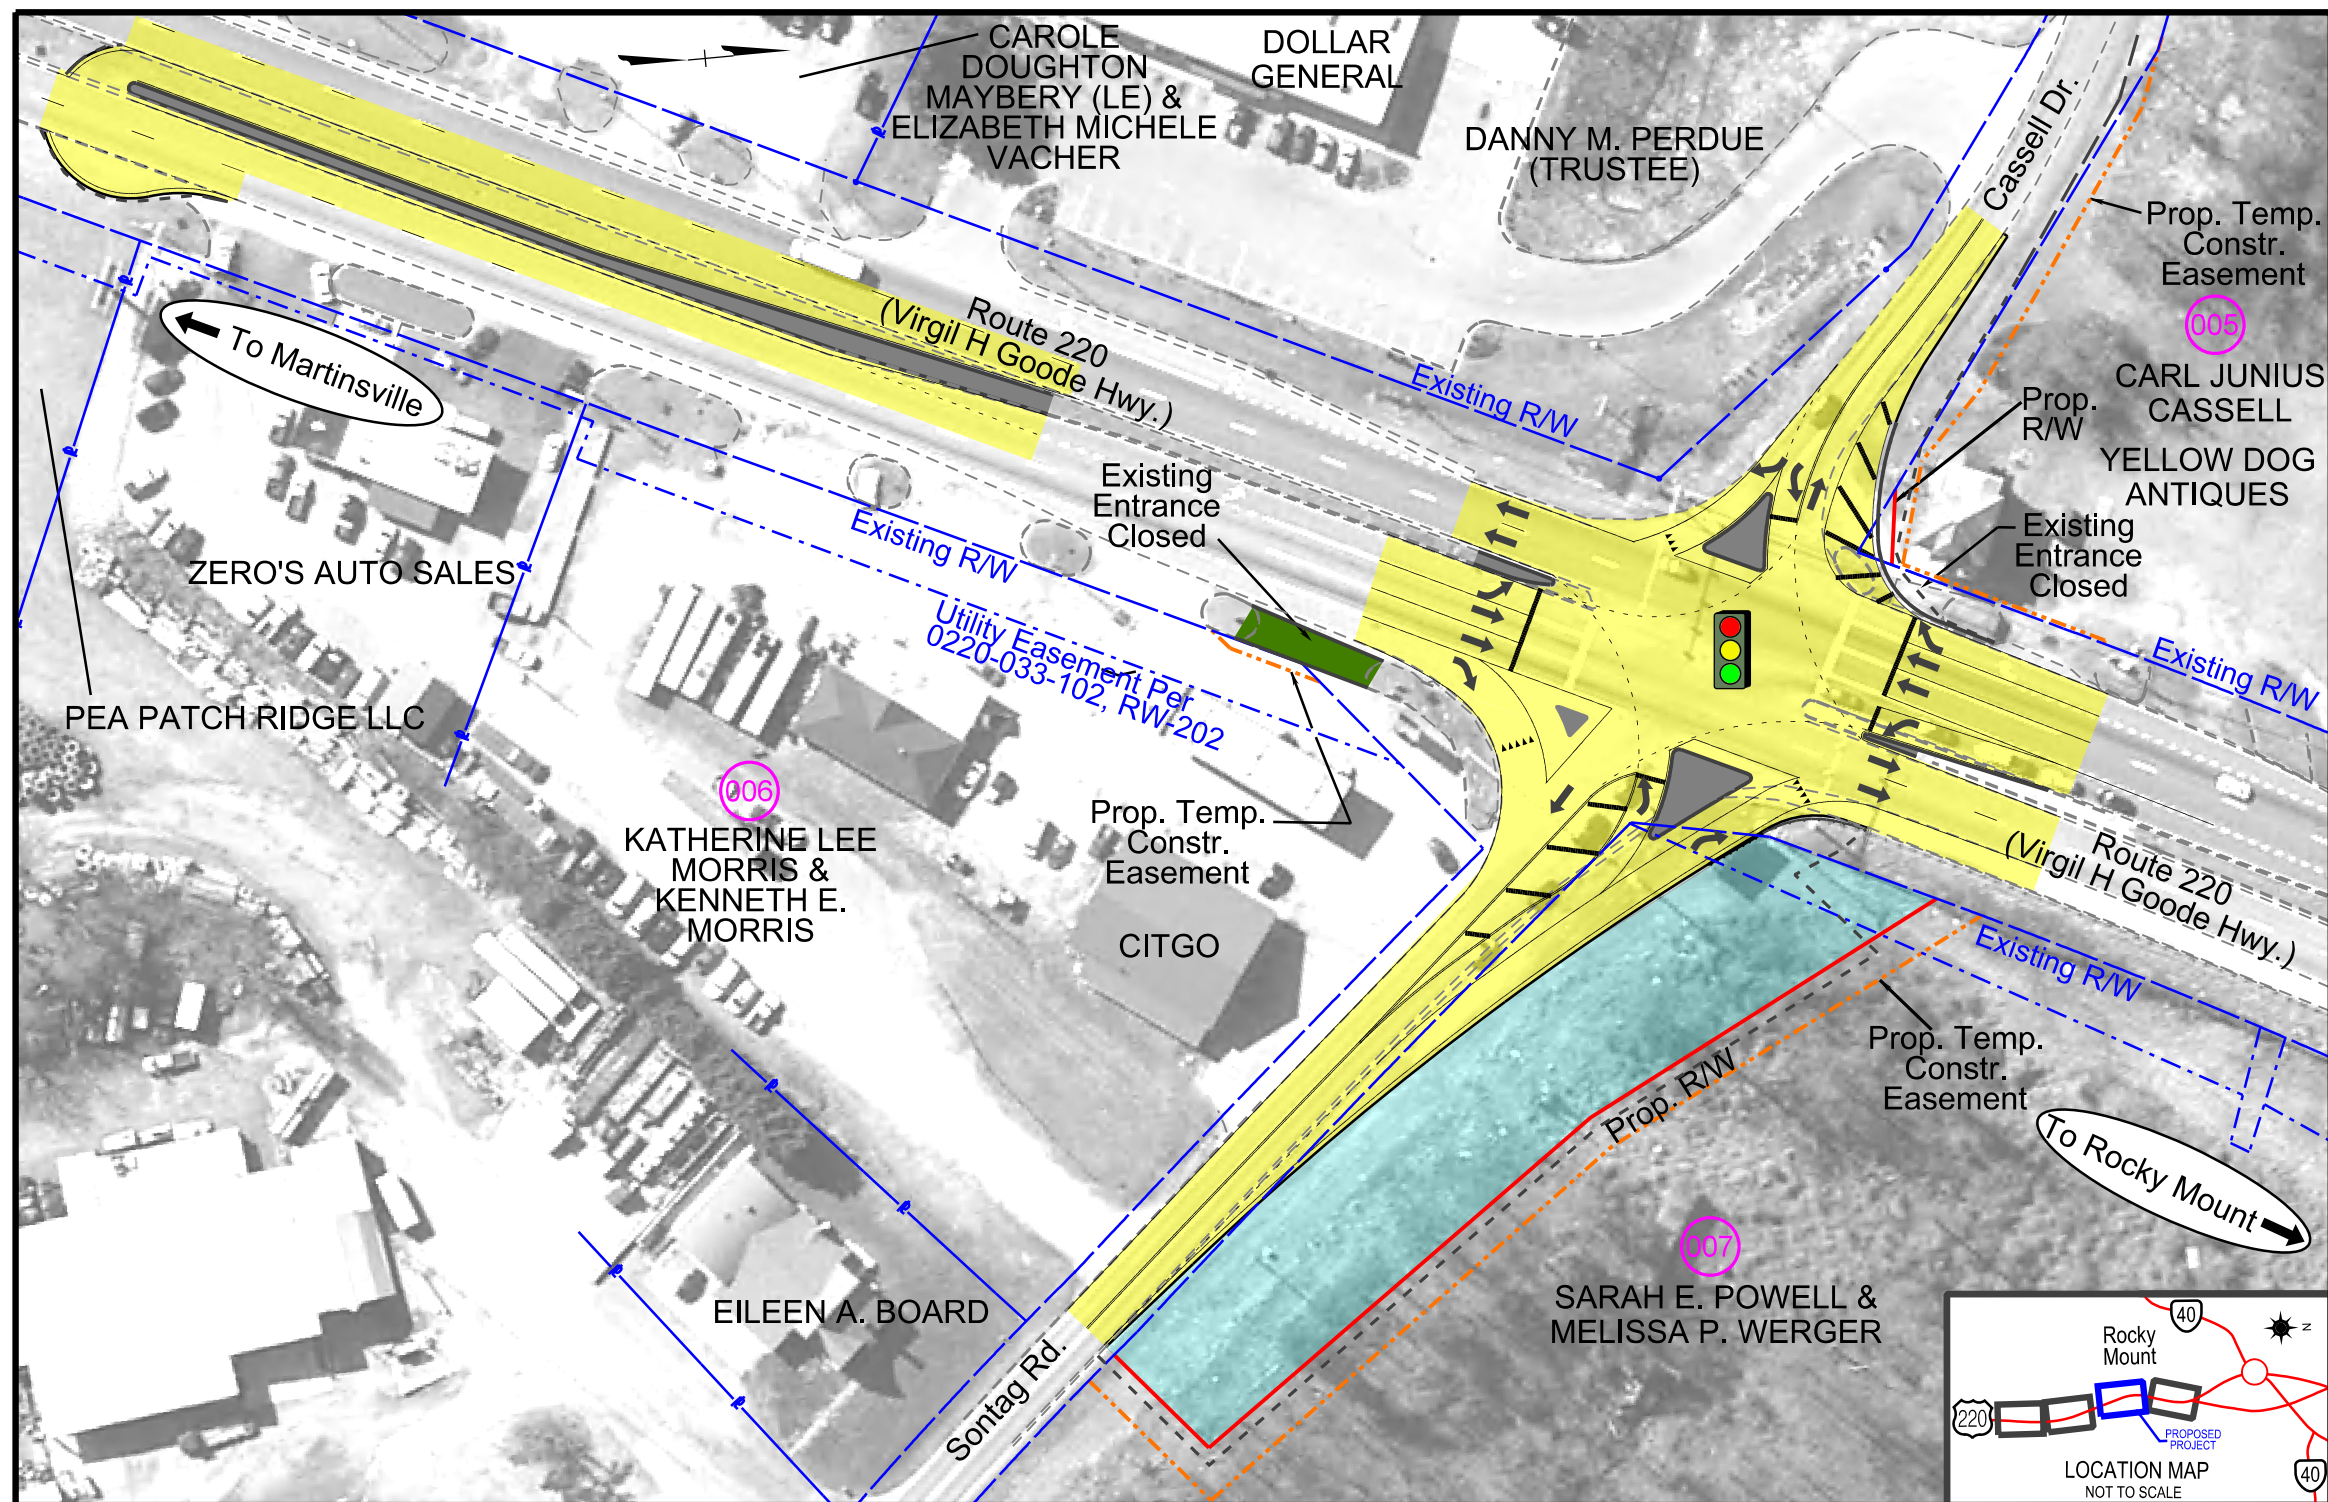 CAROLE
DOUGHTON
MAYBERY (LE) &
ELIZABETH MICHELE
VACHER
DOLLAR
GENERAL
DANNY M. PERDUE
(TRUSTEE)
Cassell Dr.
Prop. Temp.
Constr.
Easement
005
CARL JUNIUS
CASSELL
Prop.
R/W
YELLOW DOG
ANTIQUES
Existing
Entrance
Closed
Existing R/W
To Martinsville
Route 220
(Virgil H Goode Hwy.)
Existing R/W
Existing
Entrance
Closed
Existing R/W
Utility Easement Per
0220-033-102, RW-202
ZERO'S AUTO SALES
PEA PATCH RIDGE LLC
006
KATHERINE LEE
MORRIS &
KENNETH E.
MORRIS
Prop. Temp.
Constr.
Easement
CITGO
Route 220
(Virgil H Goode Hwy.)
Existing R/W
Prop. Temp.
Constr.
Easement
Prop. R/W
To Rocky Mount
007
SARAH E. POWELL &
MELISSA P. WERGER
EILEEN A. BOARD
Sontag Rd.
40
N
Rocky
Mount
220
PROPOSED
PROJECT
40
LOCATION MAP
NOT TO SCALE